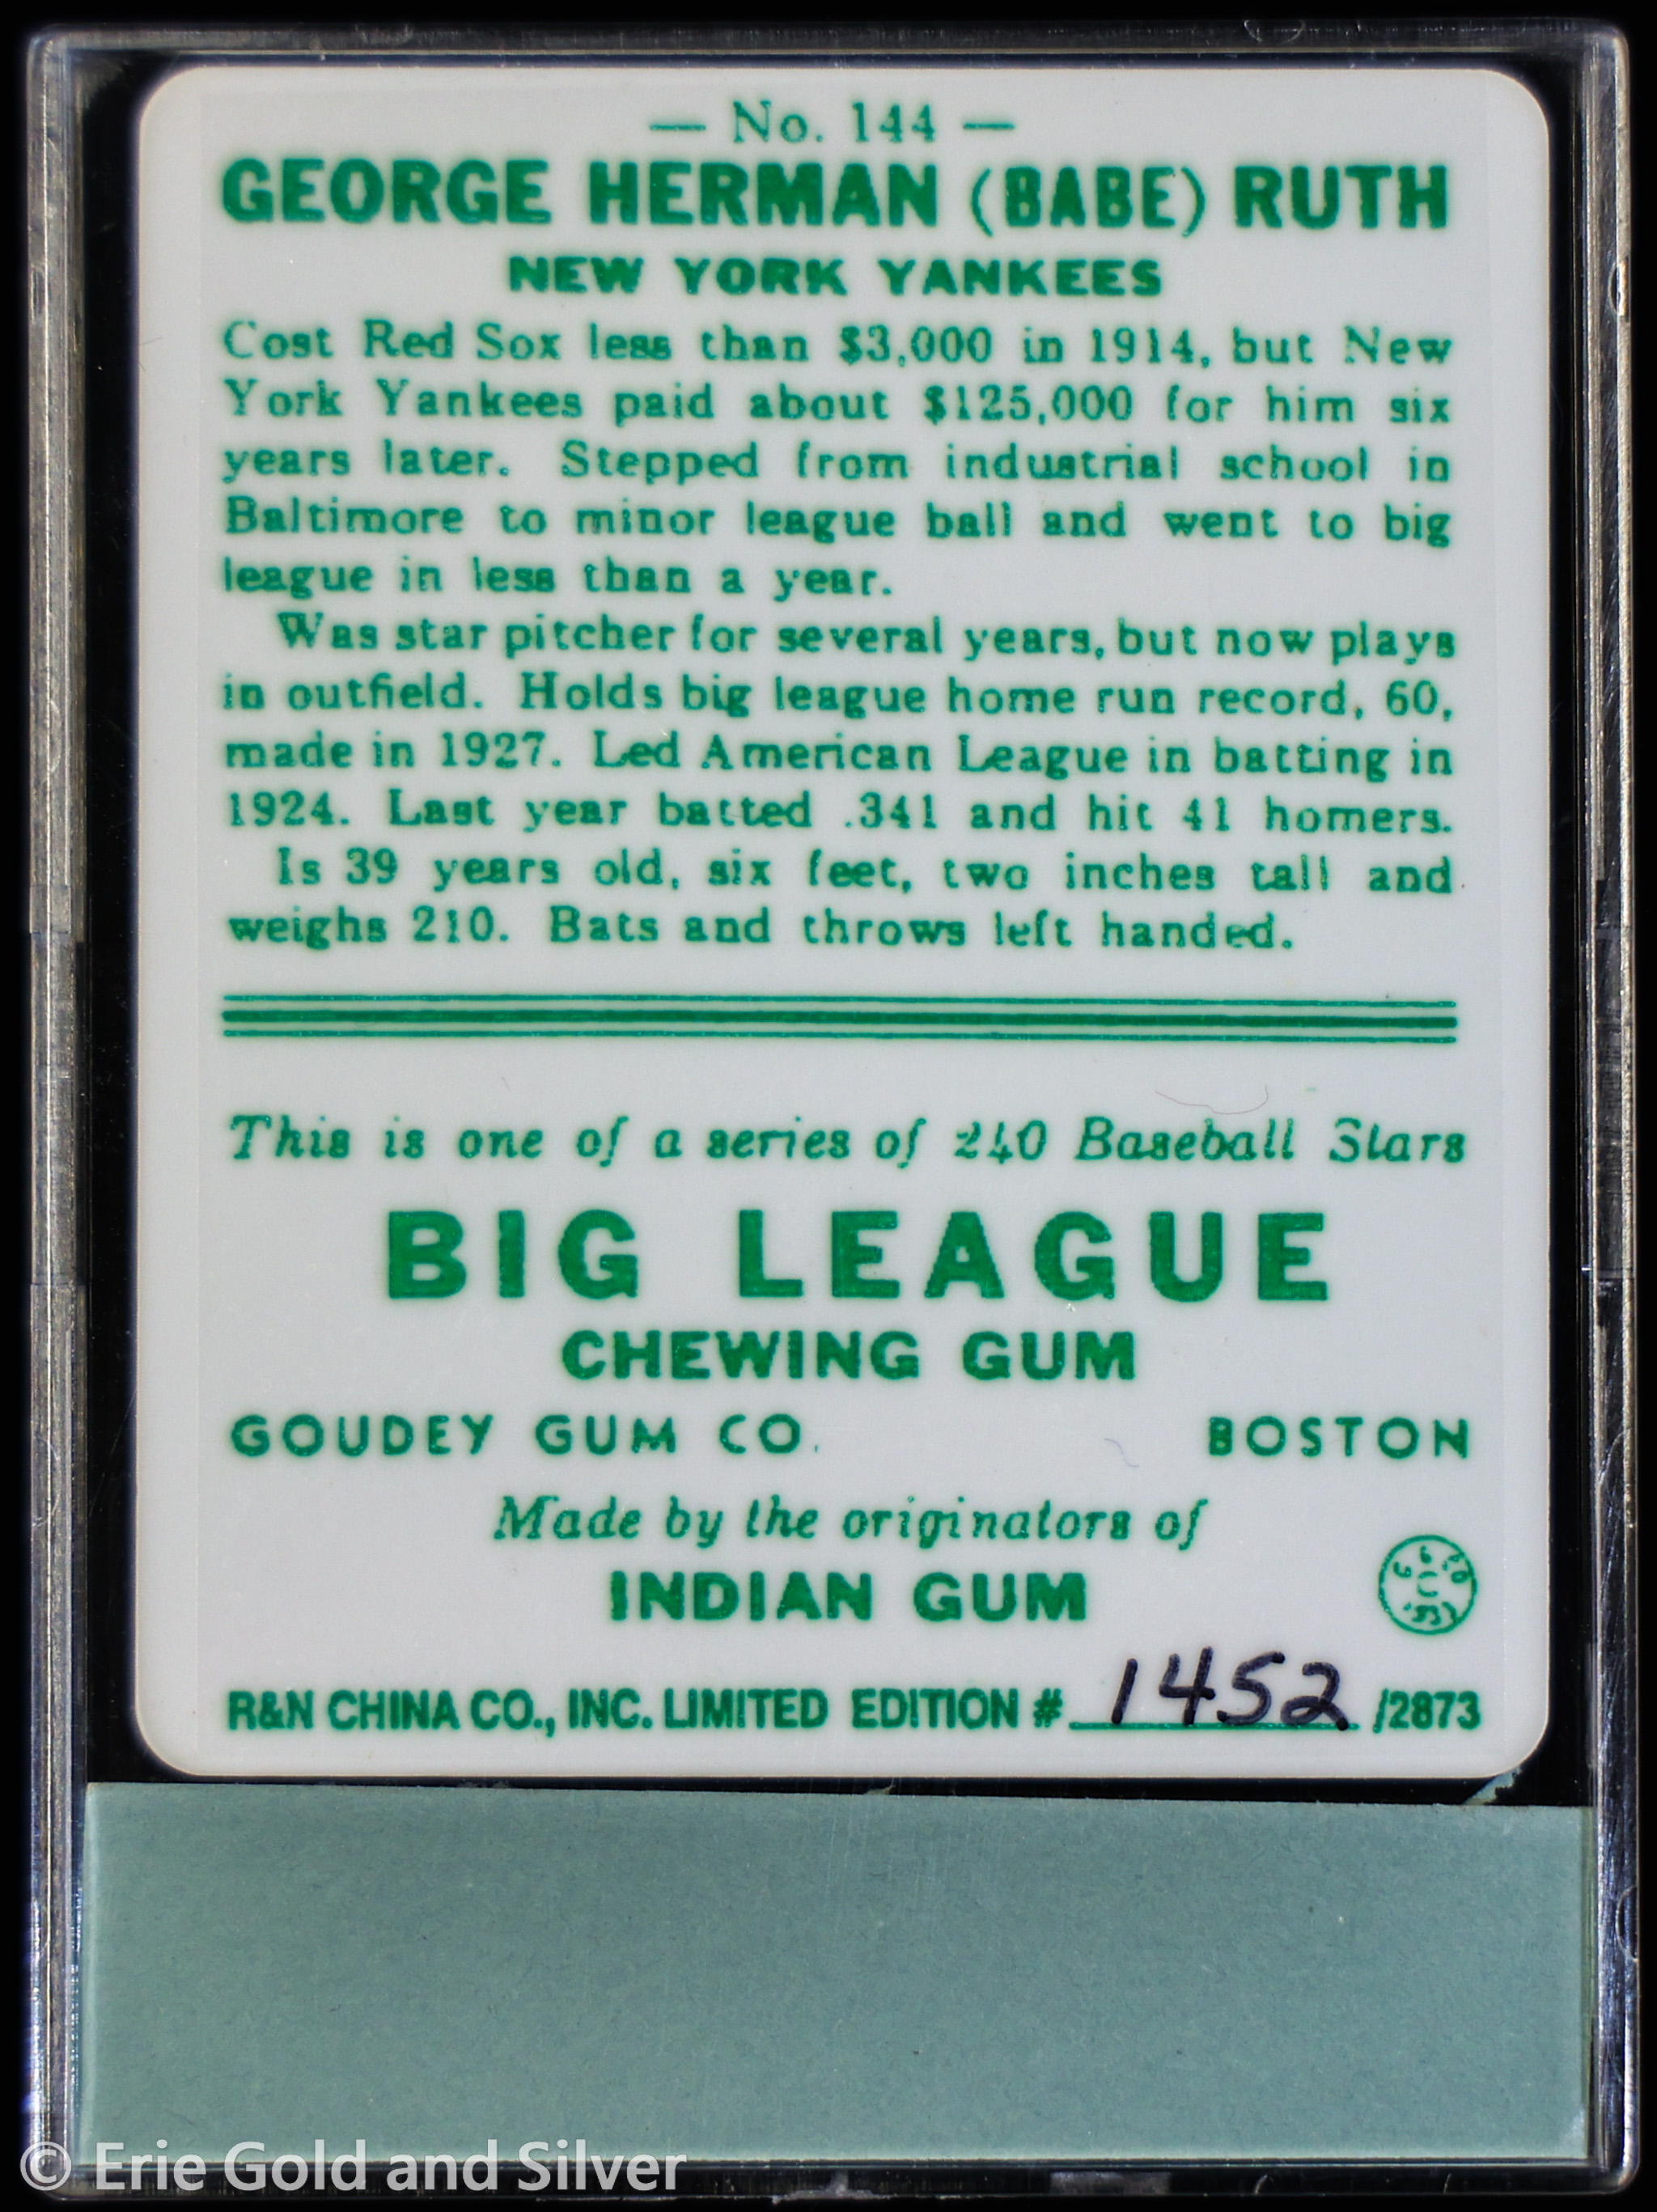 — No. 144 —
GEORGE HERMAN (BABE) RUTH
NEW YORK YANKEES
Cost Red Sox less than $3,000 in 1914, but New
York Yankees paid about $125,000 for him six
years later. Stepped from industrial school in
Baltimore to minor league ball and went to big
league in less than a year.
Was star pitcher for several years, but now plays
in outfield. Holds big league home run record, 60,
made in 1927. Led American League in batting in
1924. Last year batted .341 and hit 41 homers.
Is 39 years old, six feet, two inches tall and
weighs 210. Bats and throws left handed.
This is one of a series of 240 Baseball Stars
BIG LEAGUE
CHEWING GUM
GOUDEY GUM CO. BOSTON
Made by the originators of
INDIAN GUM
R&N CHINA CO., INC. LIMITED EDITION # 1452 /2873
© Erie Gold and Silver